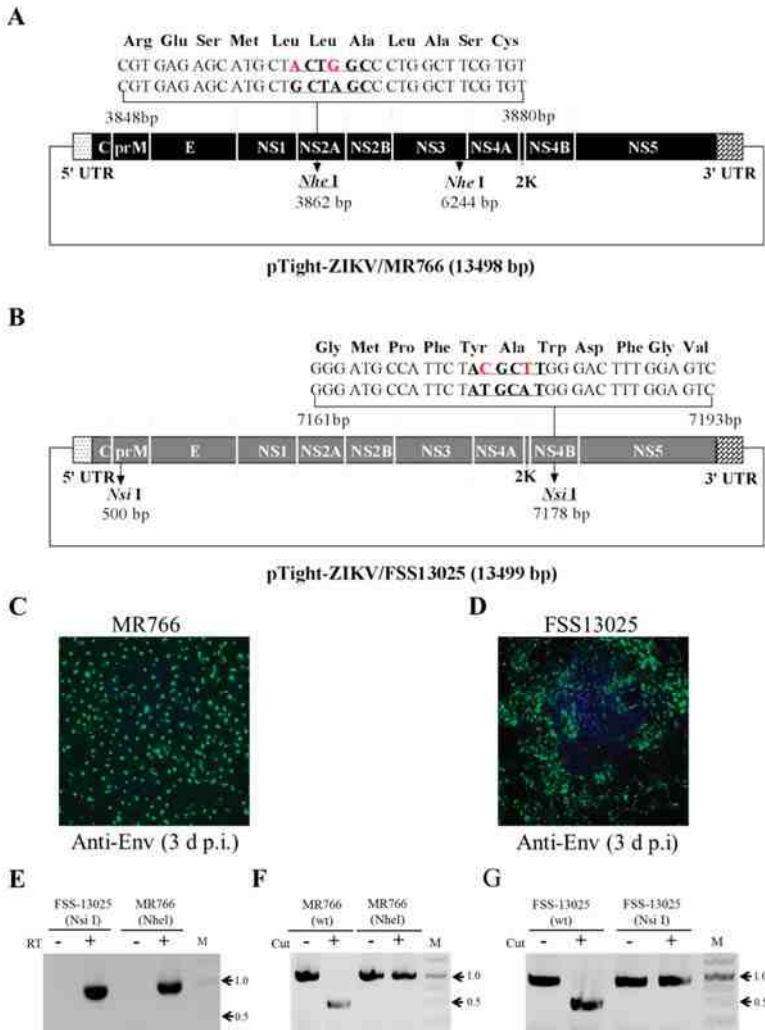 A
Arg Glu Ser Met Leu Leu Ala Leu Ala Ser Cys
CGT GAG AGC ATG CTA CTG GCC CTG GCT TCG TGT
CGT GAG AGC ATG CTG CTA GCC CTG GCT TCG TGT
3848bp 3880bp
C prM E NS1 NS2A NS2B NS3 NS4A NS4B NS5
5' UTR Nhe I Nhe I 2K 3' UTR
3862 bp 6244 bp
pTight-ZIKV/MR766 (13498 bp)
B
Gly Met Pro Phe Tyr Ala Trp Asp Phe Gly Val
GGG ATG CCA TTC TAC GCT TGG GAC TTT GGA GTC
GGG ATG CCA TTC TAT GCA TGG GAC TTT GGA GTC
7161bp 7193bp
C prM E NS1 NS2A NS2B NS3 NS4A NS4B NS5
5' UTR Nsi I 2K Nsi I 3' UTR
500 bp 7178 bp
pTight-ZIKV/FSS13025 (13499 bp)
C D
MR766 FSS13025
Anti-Env (3 d p.i.) Anti-Env (3 d p.i)
E F G
FSS-13025 (Nsi I) MR766 (NheI)
RT - + - + M
1.0
0.5
MR766 (wt) MR766 (NheI)
Cut - + - + M
1.0
0.5
FSS-13025 (wt) FSS-13025 (Nsi I)
Cut - + - + M
1.0
0.5